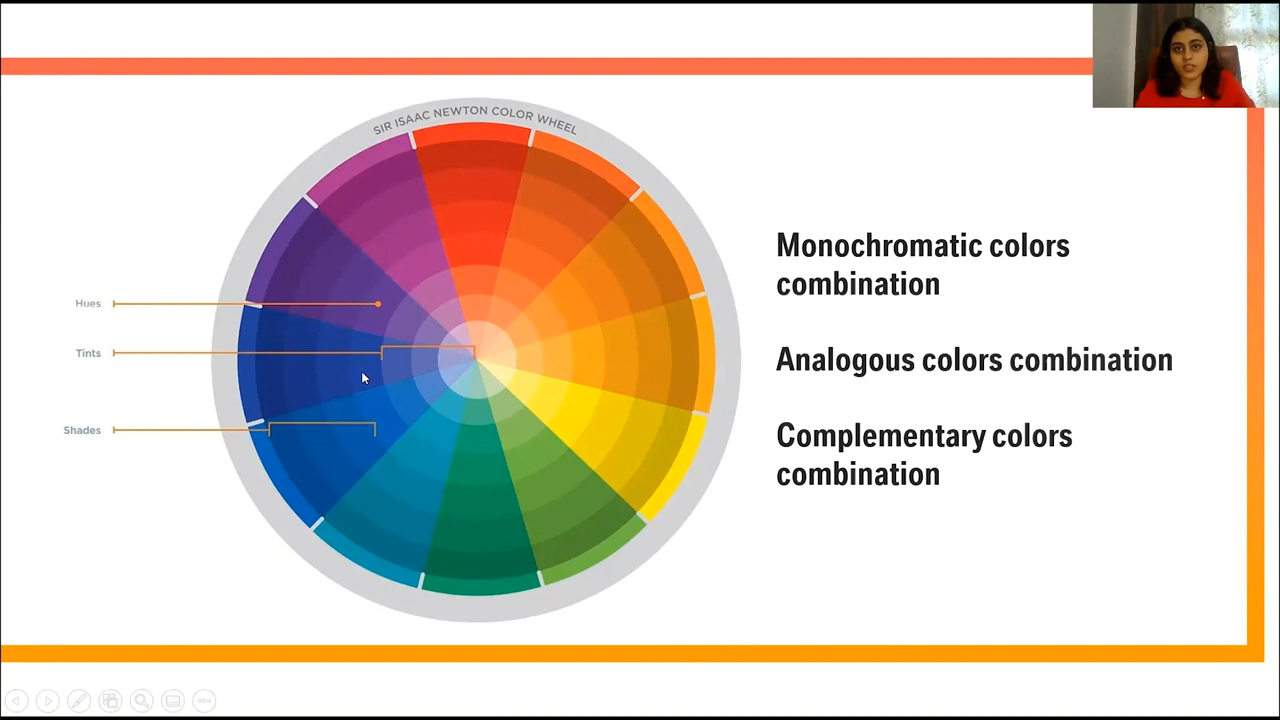 SIR ISAAC NEWTON COLOR WHEEL
Hues
Tints
Shades
Monochromatic colors
combination
Analogous colors combination
Complementary colors
combination